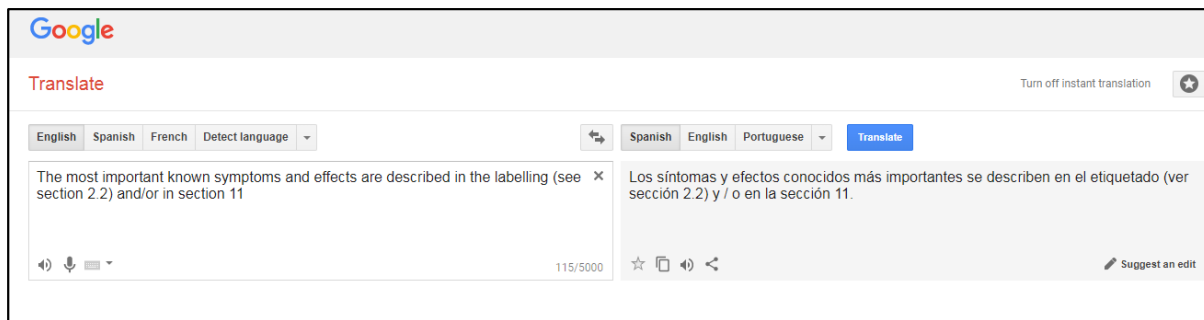 Google
Translate
Turn off instant translation
English Spanish French Detect language
Spanish English Portuguese Translate
The most important known symptoms and effects are described in the labelling (see
section 2.2) and/or in section 11
115/5000
Los síntomas y efectos conocidos más importantes se describen en el etiquetado (ver
sección 2.2) y / o en la sección 11.
Suggest an edit